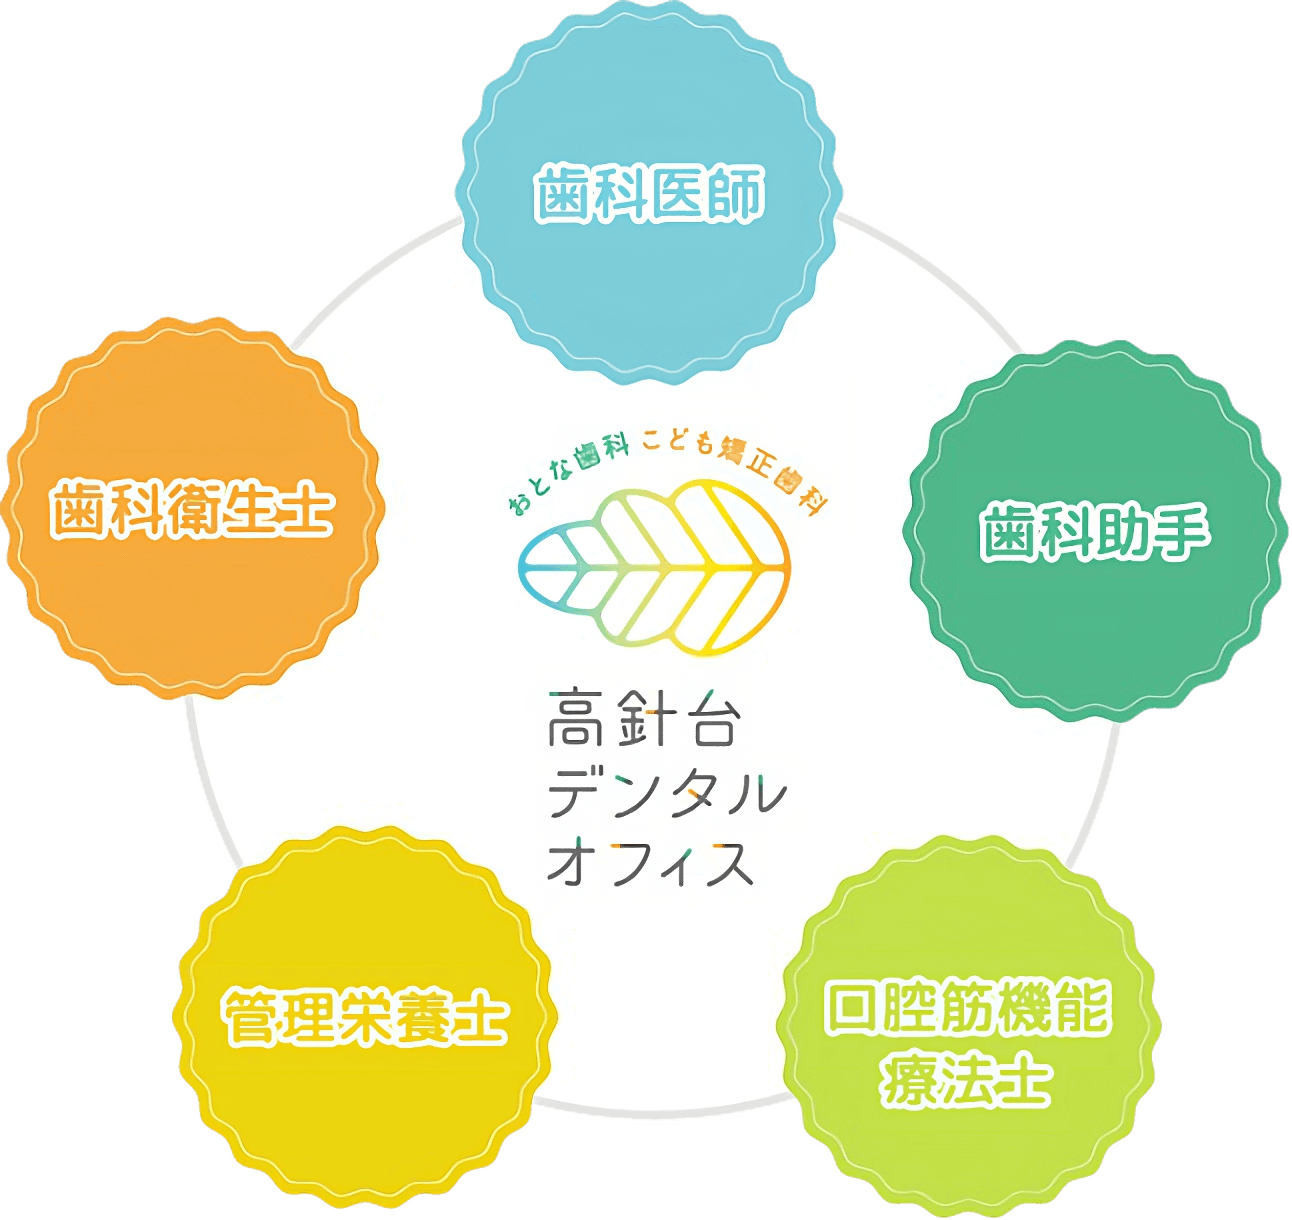 歯科医師
歯科衛生士
歯科助手
おとな歯科 こども矯正歯科
高針台
デンタル
オフィス
管理栄養士
口腔筋機能
療法士